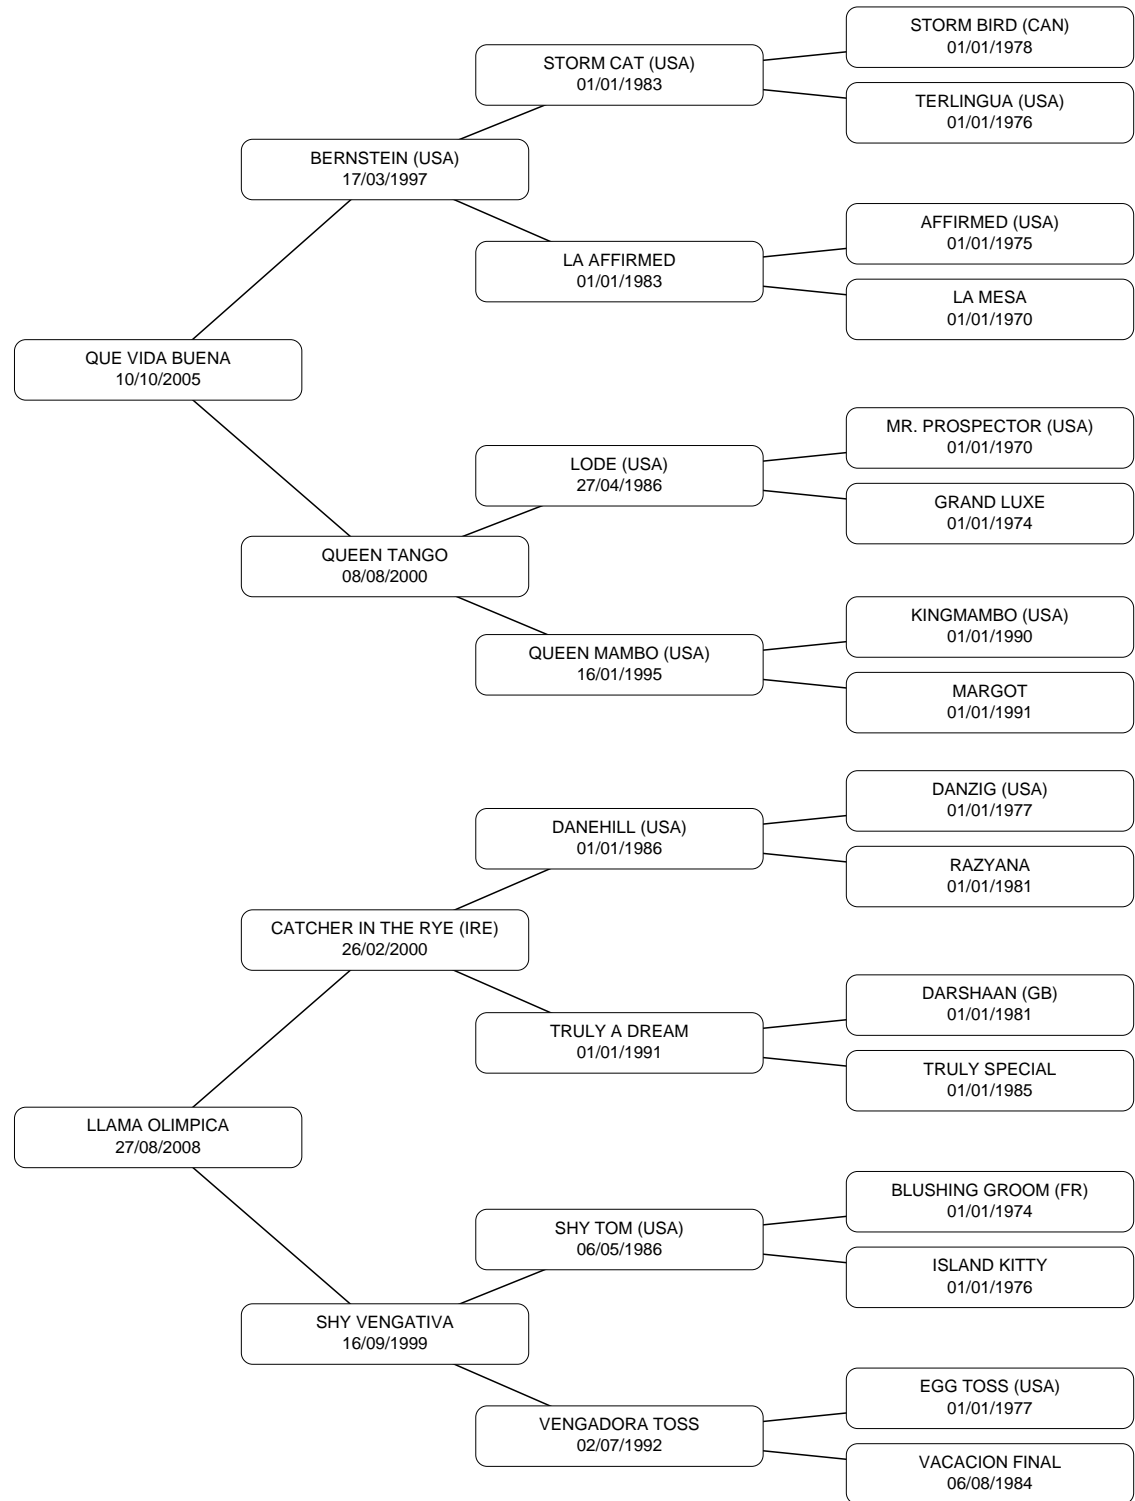 STORM BIRD (CAN)
01/01/1978
STORM CAT (USA)
01/01/1983
TERLINGUA (USA)
01/01/1976
BERNSTEIN (USA)
17/03/1997
AFFIRMED (USA)
01/01/1975
LA AFFIRMED
01/01/1983
LA MESA
01/01/1970
QUE VIDA BUENA
10/10/2005
MR. PROSPECTOR (USA)
01/01/1970
LODE (USA)
27/04/1986
GRAND LUXE
01/01/1974
QUEEN TANGO
08/08/2000
KINGMAMBO (USA)
01/01/1990
QUEEN MAMBO (USA)
16/01/1995
MARGOT
01/01/1991
DANZIG (USA)
01/01/1977
DANEHILL (USA)
01/01/1986
RAZYANA
01/01/1981
CATCHER IN THE RYE (IRE)
26/02/2000
DARSHAAN (GB)
01/01/1981
TRULY A DREAM
01/01/1991
TRULY SPECIAL
01/01/1985
LLAMA OLIMPICA
27/08/2008
BLUSHING GROOM (FR)
01/01/1974
SHY TOM (USA)
06/05/1986
ISLAND KITTY
01/01/1976
SHY VENGATIVA
16/09/1999
EGG TOSS (USA)
01/01/1977
VENGADORA TOSS
02/07/1992
VACACION FINAL
06/08/1984